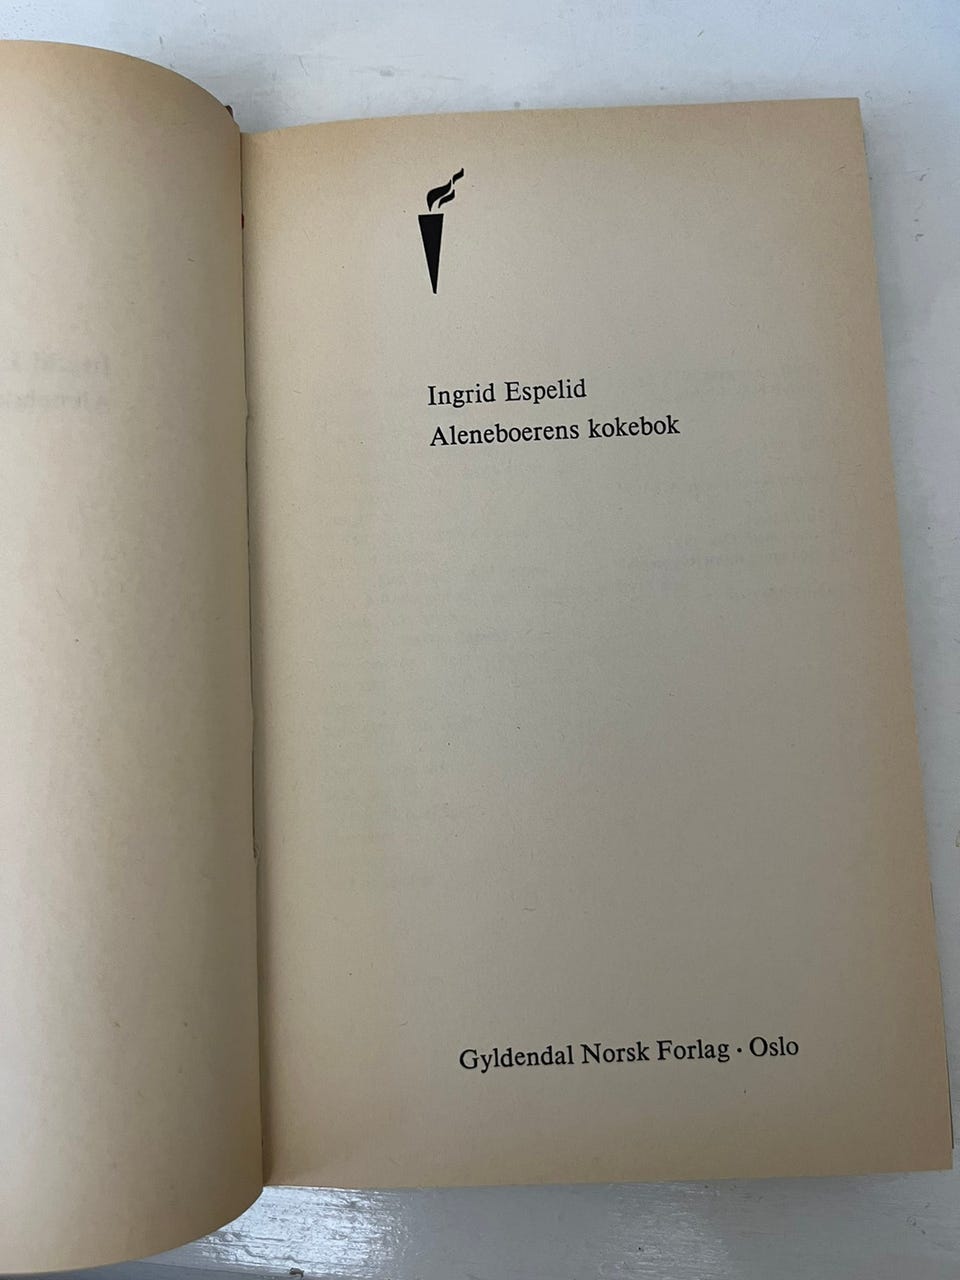 Ingrid Espelid
Aleneboerens kokebok
Gyldendal Norsk Forlag · Oslo